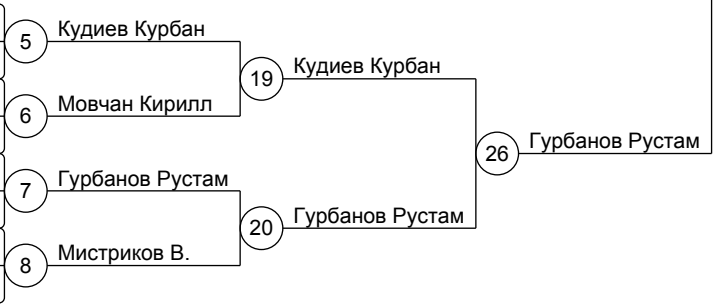 5
Кудиев Курбан
19
Кудиев Курбан
6
Мовчан Кирилл
26
Гурбанов Рустам
7
Гурбанов Рустам
20
Гурбанов Рустам
8
Мистриков В.